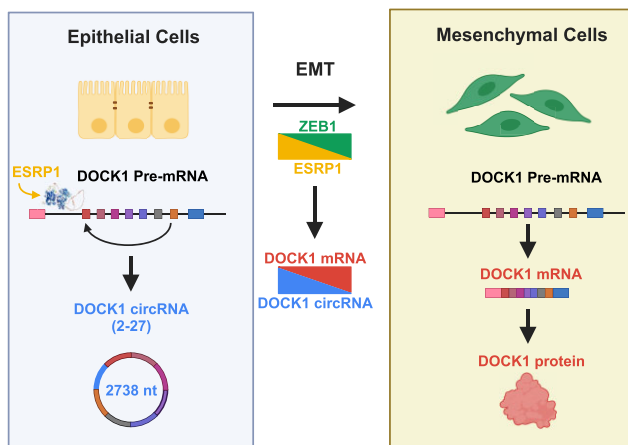 Epithelial Cells
ESRP1
DOCK1 Pre-mRNA
DOCK1 circRNA
(2-27)
2738 nt
EMT
ZEB1
ESRP1
DOCK1 mRNA
DOCK1 circRNA
Mesenchymal Cells
DOCK1 Pre-mRNA
DOCK1 mRNA
DOCK1 protein